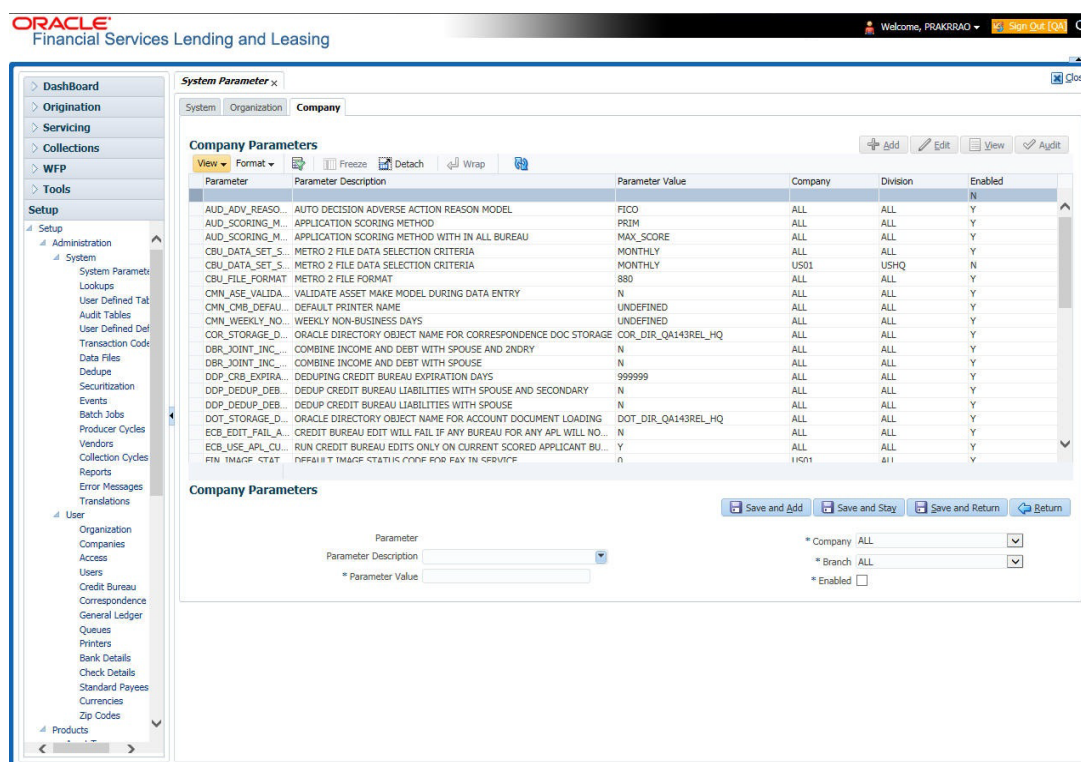 ORACLE
Financial Services Lending and Leasing
Welcome, PRAKRRAO
Sign Out [QA]
DashBoard
Origination
Servicing
Collections
WFP
Tools
Setup
Setup
Administration
System
System Paramete
Lookups
User Defined Tab
Audit Tables
User Defined Def
Transaction Code
Data Files
Dedupe
Securitization
Events
Batch Jobs
Producer Cycles
Vendors
Collection Cycles
Reports
Error Messages
Translations
User
Organization
Companies
Access
Users
Credit Bureau
Correspondence
General Ledger
Queues
Printers
Bank Details
Check Details
Standard Payees
Currencies
Zip Codes
Products
System Parameter x
Clos
System Organization Company
Company Parameters
Add Edit View Audit
View Format Freeze Detach Wrap
Parameter Parameter Description Parameter Value Company Division Enabled
N
AUD_ADV_REASO... AUTO DECISION ADVERSE ACTION REASON MODEL FICO ALL ALL Y
AUD_SCORING_M... APPLICATION SCORING METHOD PRIM ALL ALL Y
AUD_SCORING_M... APPLICATION SCORING METHOD WITH IN ALL BUREAU MAX_SCORE ALL ALL Y
CBU_DATA_SET_S... METRO 2 FILE DATA SELECTION CRITERIA MONTHLY ALL ALL Y
CBU_DATA_SET_S... METRO 2 FILE DATA SELECTION CRITERIA MONTHLY US01 USHQ N
CBU_FILE_FORMAT METRO 2 FILE FORMAT 880 ALL ALL Y
CMN_ASE_VALIDA... VALIDATE ASSET MAKE MODEL DURING DATA ENTRY N ALL ALL Y
CMN_CMB_DEFAU... DEFAULT PRINTER NAME UNDEFINED ALL ALL Y
CMN_WEEKLY_NO... WEEKLY NON-BUSINESS DAYS UNDEFINED ALL ALL Y
COR_STORAGE_D... ORACLE DIRECTORY OBJECT NAME FOR CORRESPONDENCE DOC STORAGE COR_DIR_QA143REL_HQ ALL ALL Y
DBR_JOINT_INC_... COMBINE INCOME AND DEBT WITH SPOUSE AND 2NDRY N ALL ALL Y
DBR_JOINT_INC_... COMBINE INCOME AND DEBT WITH SPOUSE N ALL ALL Y
DDP_CRB_EXPIRA... DEDUPING CREDIT BUREAU EXPIRATION DAYS 999999 ALL ALL Y
DDP_DEDUP_DEB... DEDUP CREDIT BUREAU LIABILITIES WITH SPOUSE AND SECONDARY N ALL ALL Y
DDP_DEDUP_DEB... DEDUP CREDIT BUREAU LIABILITIES WITH SPOUSE N ALL ALL Y
DOT_STORAGE_D... ORACLE DIRECTORY OBJECT NAME FOR ACCOUNT DOCUMENT LOADING DOT_DIR_QA143REL_HQ ALL ALL Y
ECB_EDIT_FAIL_A... CREDIT BUREAU EDIT WILL FAIL IF ANY BUREAU FOR ANY APL WILL NO... N ALL ALL Y
ECB_USE_APL_CU... RUN CREDIT BUREAU EDITS ONLY ON CURRENT SCORED APPLICANT BU... Y ALL ALL Y
FIN_IMAGE_STAT... DEFAULT IMAGE STATUS CODE FOR FAX IN SERVICE 0 US01 ALL Y
Company Parameters
Save and Add Save and Stay Save and Return Return
Parameter
Parameter Description
* Parameter Value
* Company ALL
* Branch ALL
* Enabled